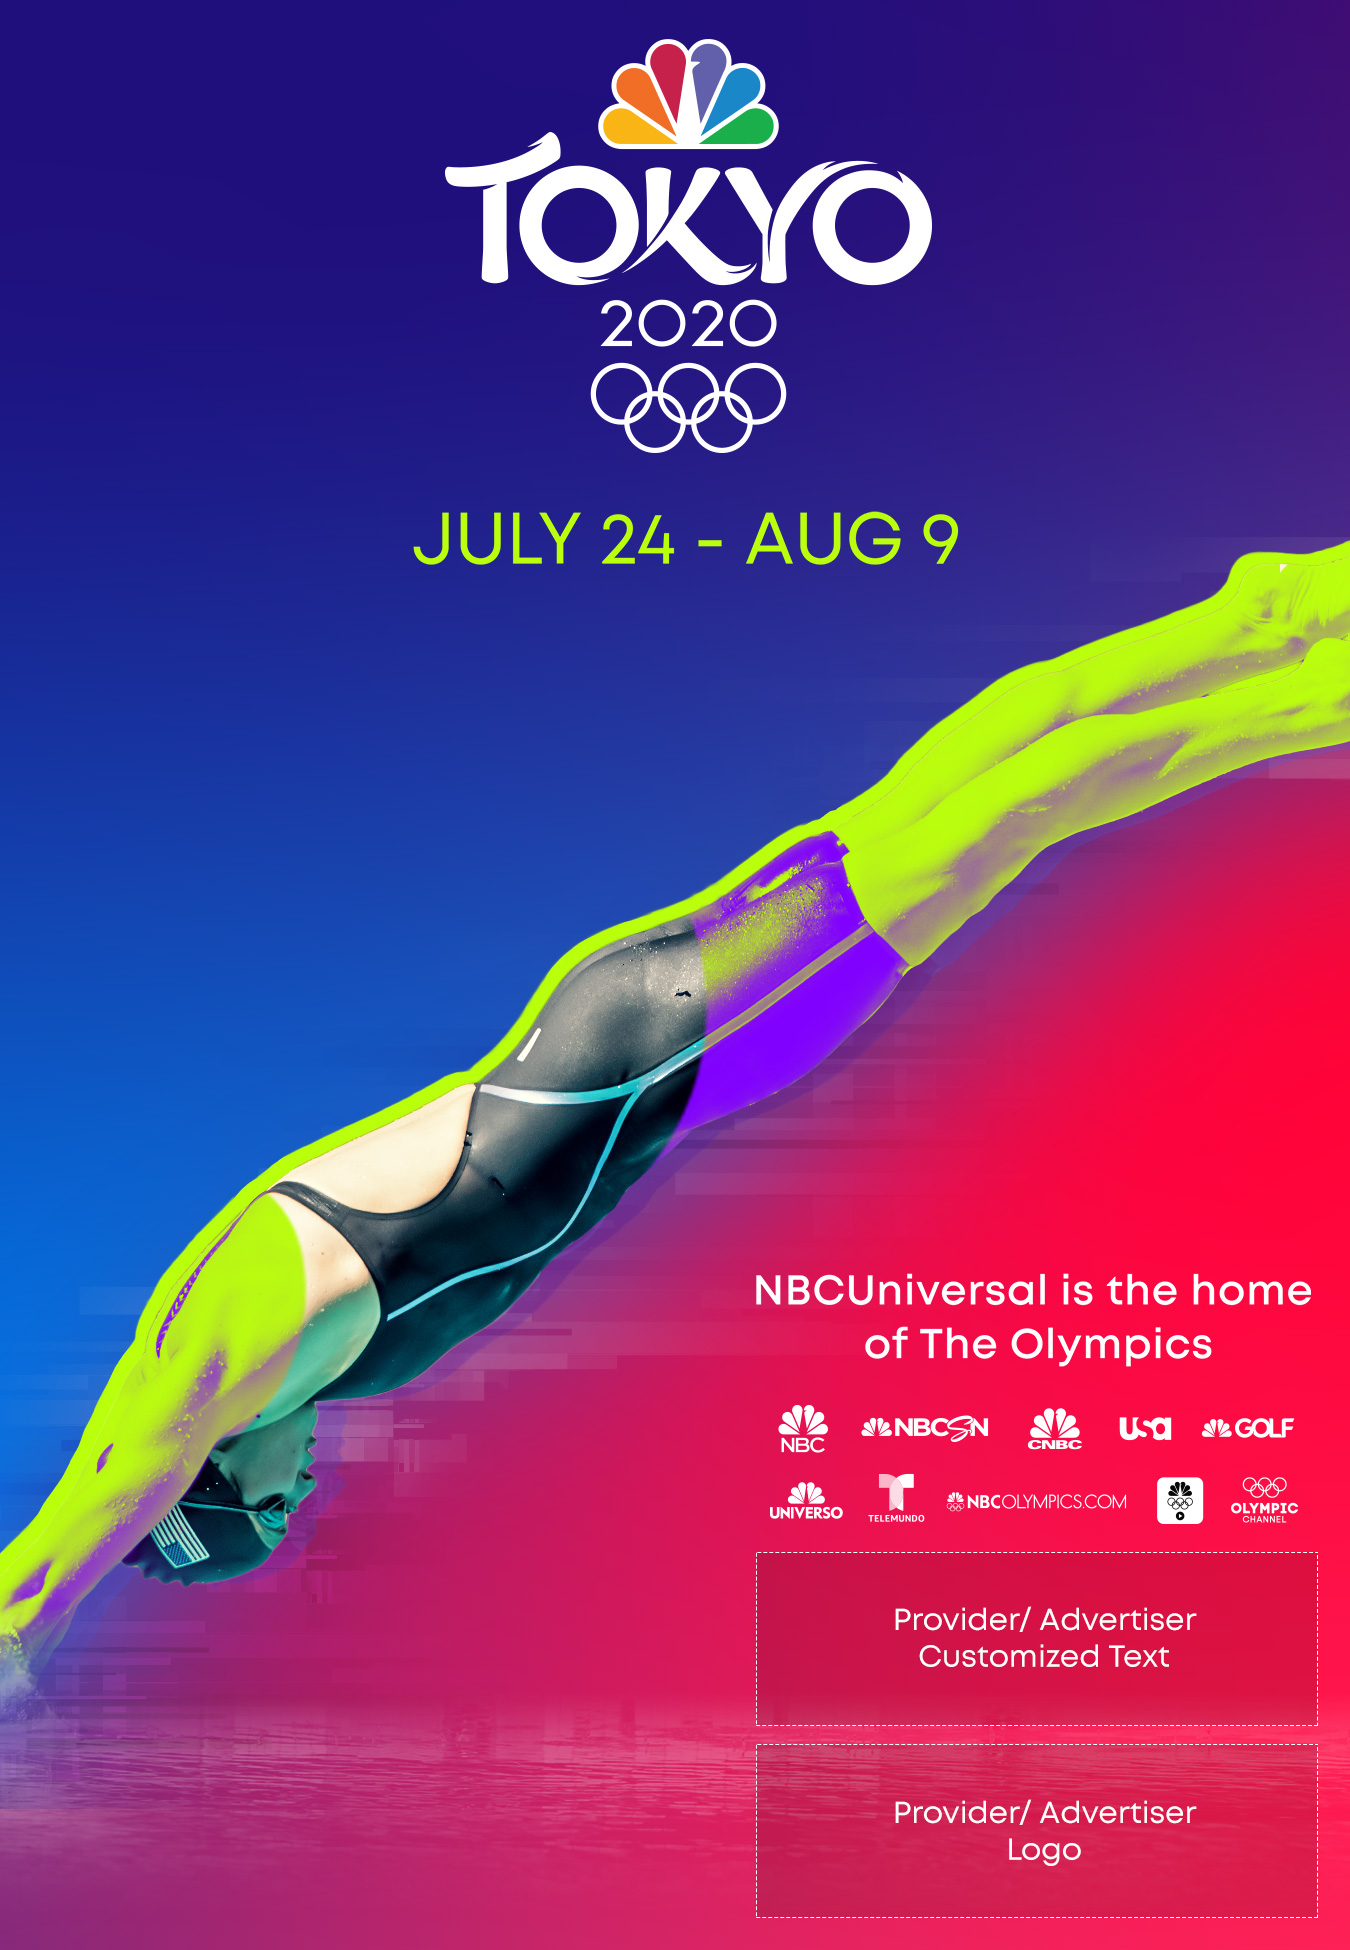 TOKYO
2020
JULY 24 - AUG 9
NBCUniversal is the home
of The Olympics
NBC NBCSN CNBC usa GOLF
UNIVERSO TELEMUNDO NBCOLYMPICS.COM OLYMPIC
CHANNEL
Provider/ Advertiser
Customized Text
Provider/ Advertiser
Logo